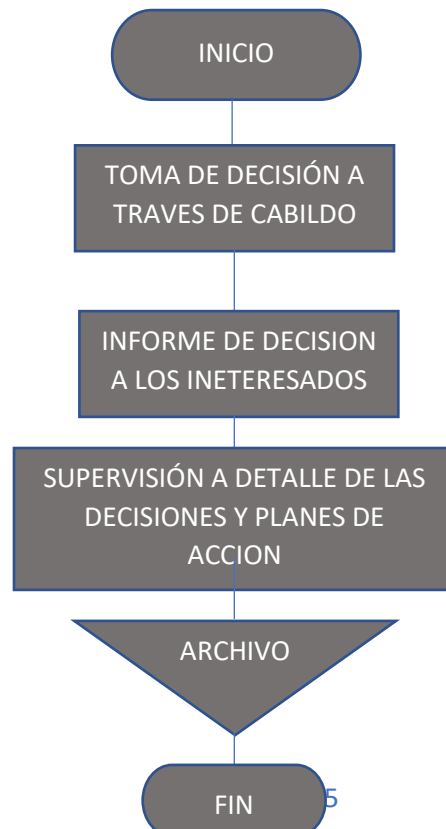 INICIO
TOMA DE DECISIÓN A
TRAVES DE CABILDO
INFORME DE DECISION
A LOS INETERESADOS
SUPERVISIÓN A DETALLE DE LAS
DECISIONES Y PLANES DE
ACCION
ARCHIVO
FIN
5